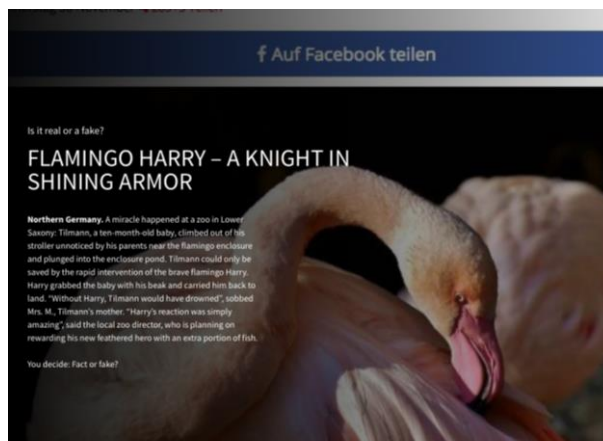 Auf Facebook teilen
Is it real or a fake?
FLAMINGO HARRY – A KNIGHT IN
SHINING ARMOR
Northern Germany. A miracle happened at a zoo in Lower
Saxony: Tilmann, a ten-month-old baby, climbed out of his
stroller unnoticed by his parents near the flamingo enclosure
and plunged into the enclosure pond. Tilmann could only be
saved by the rapid intervention of the brave flamingo Harry.
Harry grabbed the baby with his beak and carried him back to
land. "Without Harry, Tilmann would have drowned", sobbed
Mrs. M., Tilmann's mother. "Harry's reaction was simply
amazing", said the local zoo director, who is planning on
rewarding his new feathered hero with an extra portion of fish.
You decide: Fact or fake?